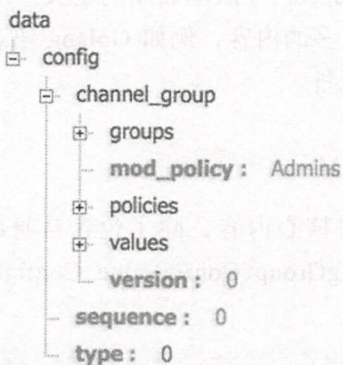 data
config
channel_group
groups
mod_policy : Admins
policies
values
version : 0
sequence : 0
type : 0